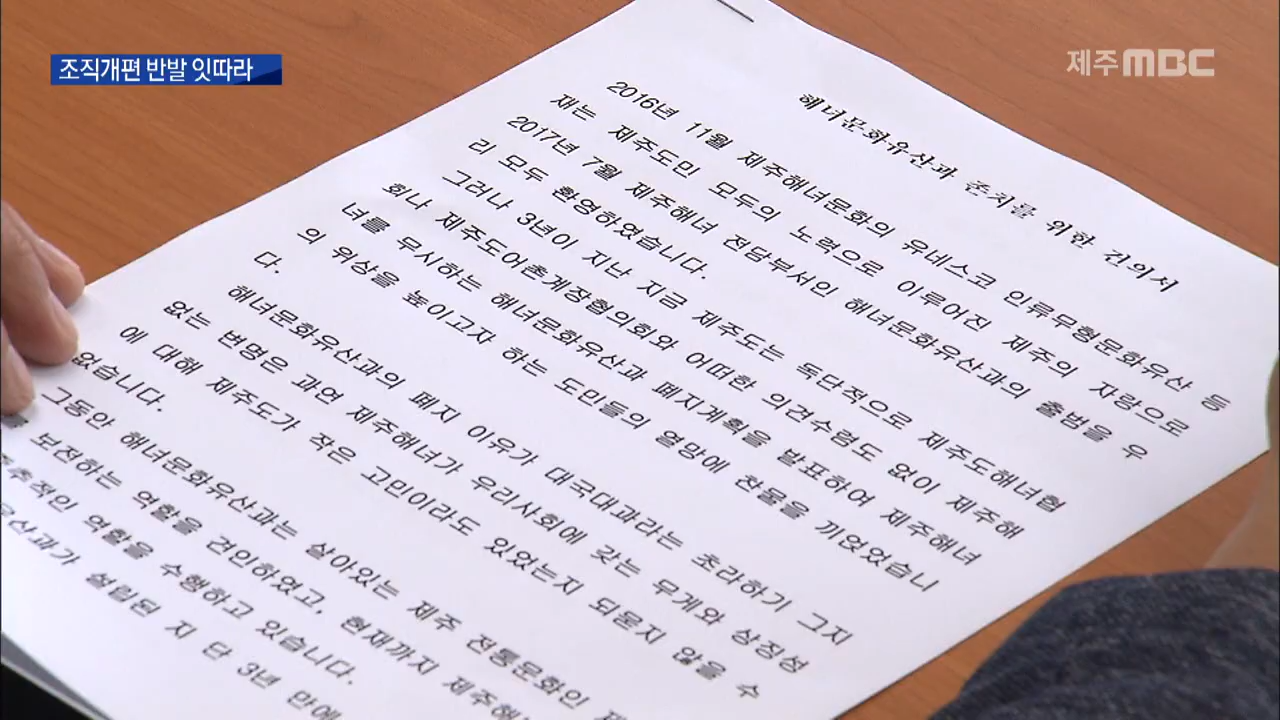 조직개편 반발 잇따라
제주MBC
해녀문화유산과 존치를 위한 건의서
2016년 11월 제주해녀문화의 유네스코 인류무형문화유산 등
재는 제주도민 모두의 노력으로 이루어진 제주의 자랑으로
2017년 7월 제주해녀 전담부서인 해녀문화유산과의 출범을 우
리 모두 환영하였습니다.
그러나 3년이 지난 지금 제주도는 독단적으로 제주도해녀협
회나 제주도어촌계장협의회와 어떠한 의견수렴도 없이 제주해
녀를 무시하는 해녀문화유산과 폐지계획을 발표하여 제주해녀
의 위상을 높이고자 하는 도민들의 열망에 찬물을 끼얹었습니
다.
해녀문화유산과의 폐지 이유가 대국대과라는 초라하기 그지
없는 변명은 과연 제주해녀가 우리사회에 갖는 무게와 상징성
에 대해 제주도가 작은 고민이라도 있었는지 되묻지 않을 수
없습니다.
그동안 해녀문화유산과는 살아있는 제주 전통문화인 제
보전하는 역할을 견인하였고, 현재까지 제주해녀
추적인 역할을 수행하고 있습니다.
유산과가 설립된 지 단 3년 만에